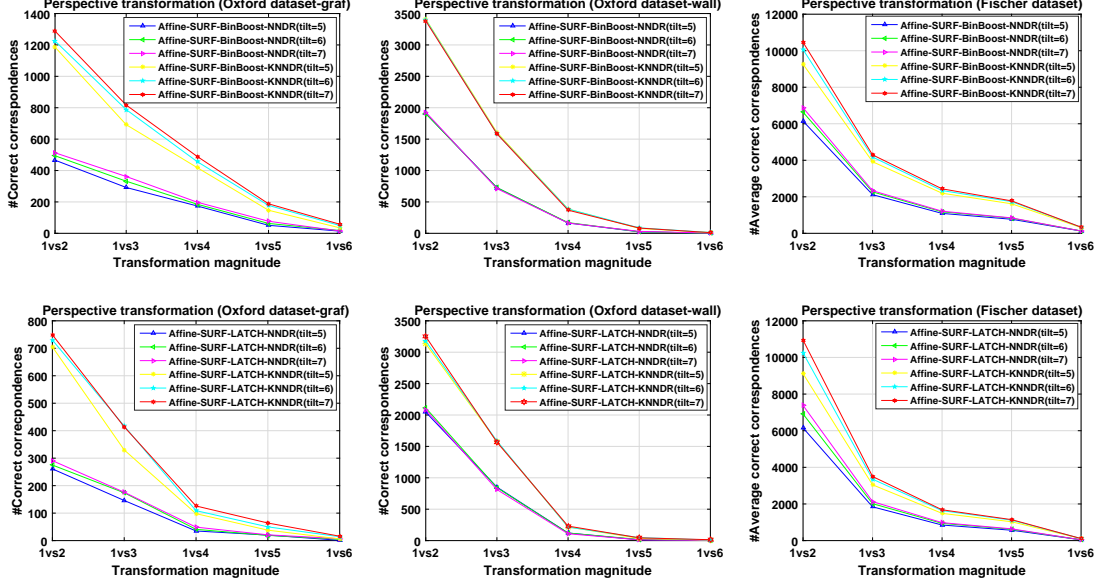 Perspective transformation (Oxford dataset-graf)
#Correct correspondences
1400
1200
1000
800
600
400
200
0
Affine-SURF-BinBoost-NNDR(tilt=5)
Affine-SURF-BinBoost-NNDR(tilt=6)
Affine-SURF-BinBoost-NNDR(tilt=7)
Affine-SURF-BinBoost-KNNDR(tilt=5)
Affine-SURF-BinBoost-KNNDR(tilt=6)
Affine-SURF-BinBoost-KNNDR(tilt=7)
1vs2 1vs3 1vs4 1vs5 1vs6
Transformation magnitude
Perspective transformation (Oxford dataset-wall)
#Correct correspondences
3500
3000
2500
2000
1500
1000
500
0
Affine-SURF-BinBoost-NNDR(tilt=5)
Affine-SURF-BinBoost-NNDR(tilt=6)
Affine-SURF-BinBoost-NNDR(tilt=7)
Affine-SURF-BinBoost-KNNDR(tilt=5)
Affine-SURF-BinBoost-KNNDR(tilt=6)
Affine-SURF-BinBoost-KNNDR(tilt=7)
1vs2 1vs3 1vs4 1vs5 1vs6
Transformation magnitude
Perspective transformation (Fischer dataset)
#Average correct correspondences
12000
10000
8000
6000
4000
2000
0
Affine-SURF-BinBoost-NNDR(tilt=5)
Affine-SURF-BinBoost-NNDR(tilt=6)
Affine-SURF-BinBoost-NNDR(tilt=7)
Affine-SURF-BinBoost-KNNDR(tilt=5)
Affine-SURF-BinBoost-KNNDR(tilt=6)
Affine-SURF-BinBoost-KNNDR(tilt=7)
1vs2 1vs3 1vs4 1vs5 1vs6
Transformation magnitude
Perspective transformation (Oxford dataset-graf)
#Correct correspondences
800
700
600
500
400
300
200
100
0
Affine-SURF-LATCH-NNDR(tilt=5)
Affine-SURF-LATCH-NNDR(tilt=6)
Affine-SURF-LATCH-NNDR(tilt=7)
Affine-SURF-LATCH-KNNDR(tilt=5)
Affine-SURF-LATCH-KNNDR(tilt=6)
Affine-SURF-LATCH-KNNDR(tilt=7)
1vs2 1vs3 1vs4 1vs5 1vs6
Transformation magnitude
Perspective transformation (Oxford dataset-wall)
#Correct correspondences
3500
3000
2500
2000
1500
1000
500
0
Affine-SURF-LATCH-NNDR(tilt=5)
Affine-SURF-LATCH-NNDR(tilt=6)
Affine-SURF-LATCH-NNDR(tilt=7)
Affine-SURF-LATCH-KNNDR(tilt=5)
Affine-SURF-LATCH-KNNDR(tilt=6)
Affine-SURF-LATCH-KNNDR(tilt=7)
1vs2 1vs3 1vs4 1vs5 1vs6
Transformation magnitude
Perspective transformation (Fischer dataset)
#Average correct correspondences
12000
10000
8000
6000
4000
2000
0
Affine-SURF-LATCH-NNDR(tilt=5)
Affine-SURF-LATCH-NNDR(tilt=6)
Affine-SURF-LATCH-NNDR(tilt=7)
Affine-SURF-LATCH-KNNDR(tilt=5)
Affine-SURF-LATCH-KNNDR(tilt=6)
Affine-SURF-LATCH-KNNDR(tilt=7)
1vs2 1vs3 1vs4 1vs5 1vs6
Transformation magnitude